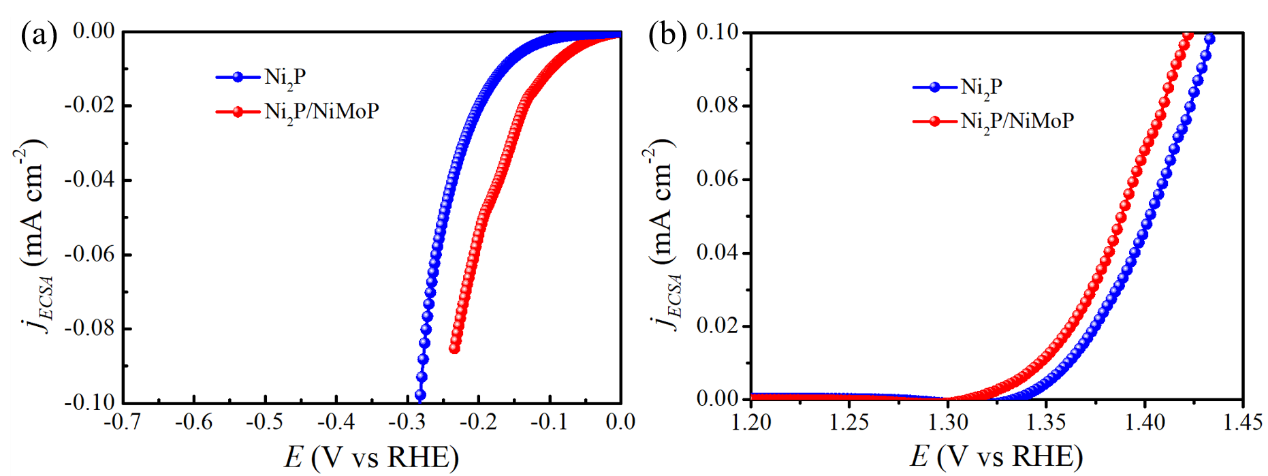 (a)
0.00
-0.02
-0.04
-0.06
-0.08
-0.10
j_ECSA (mA cm⁻²)
Ni₂P
Ni₂P/NiMoP
-0.7 -0.6 -0.5 -0.4 -0.3 -0.2 -0.1 0.0
E (V vs RHE)
(b)
0.10
0.08
0.06
0.04
0.02
0.00
j_ECSA (mA cm⁻²)
Ni₂P
Ni₂P/NiMoP
1.20 1.25 1.30 1.35 1.40 1.45
E (V vs RHE)